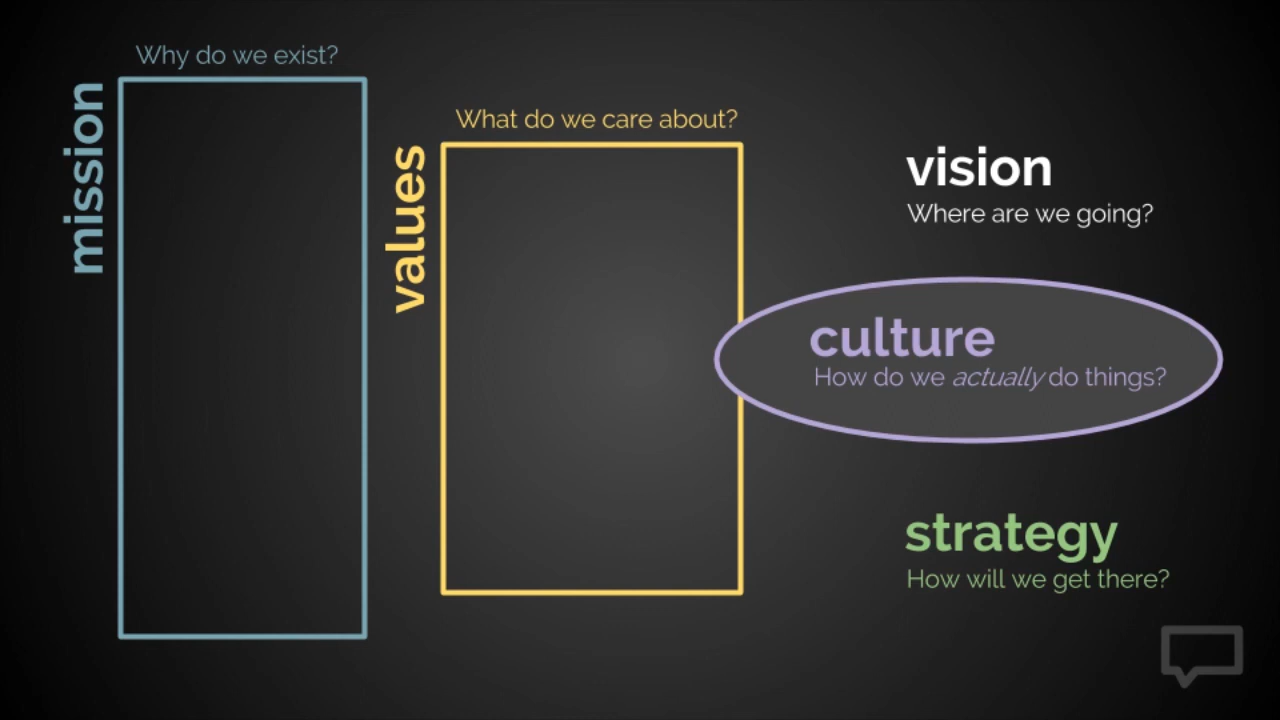 Why do we exist?
mission
What do we care about?
values
vision
Where are we going?
culture
How do we actually do things?
strategy
How will we get there?